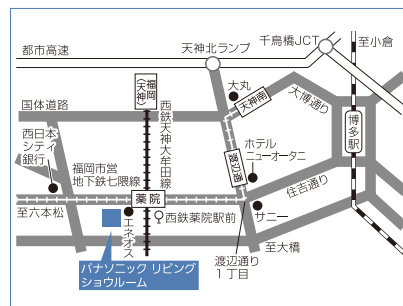 千鳥橋JCT
至小倉
都市高速
天神北ランプ
福岡
(天神)
大丸
天神南
大博通り
国体道路
西鉄天神大牟田線
博多駅
西日本
シティ
銀行
福岡市営
地下鉄七隈線
渡辺通
ホテル
ニューオータニ
住吉通り
薬院
至六本松
エネオス
西鉄薬院駅前
サニー
渡辺通り
1丁目
至大橋
パナソニック リビング
ショウルーム